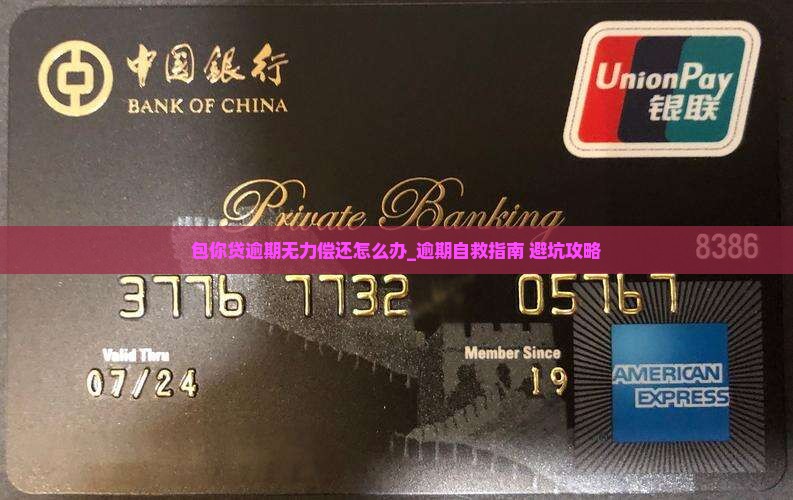 中国銀行
BANK OF CHINA
UnionPay
银联
Private Banking
包你贷逾期无力偿还怎么办_逾期自救指南 避坑攻略
8386
3776 7732 05767
Valid Thru
Member Since
07/24
19
AMERICAN
EXPRESS